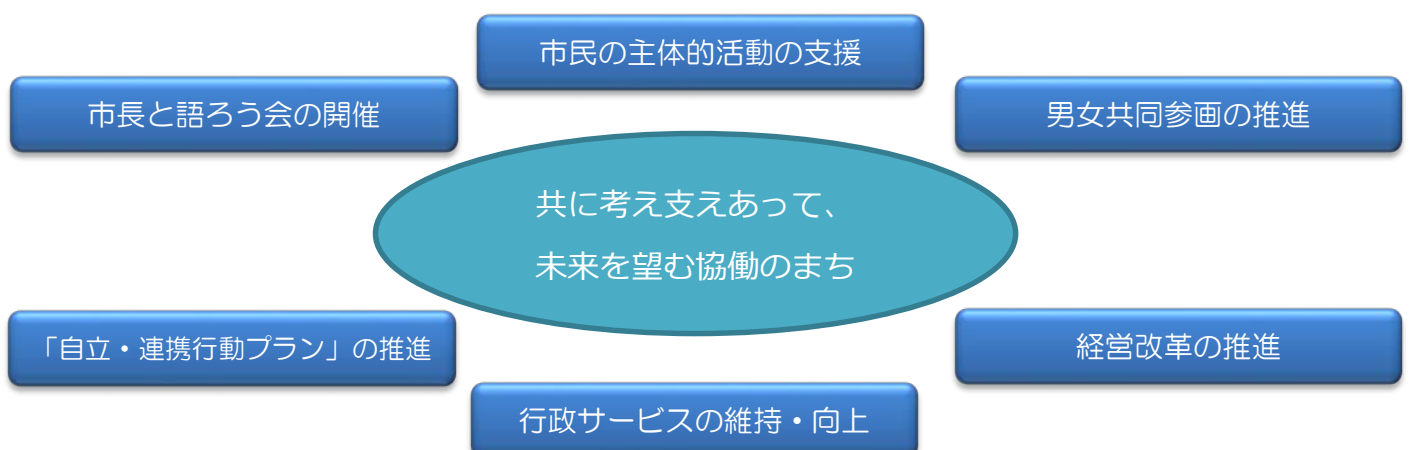 市民の主体的活動の支援
市長と語ろう会の開催
男女共同参画の推進
共に考え支えあって、
未来を望む協働のまち
「自立・連携行動プラン」の推進
経営改革の推進
行政サービスの維持・向上